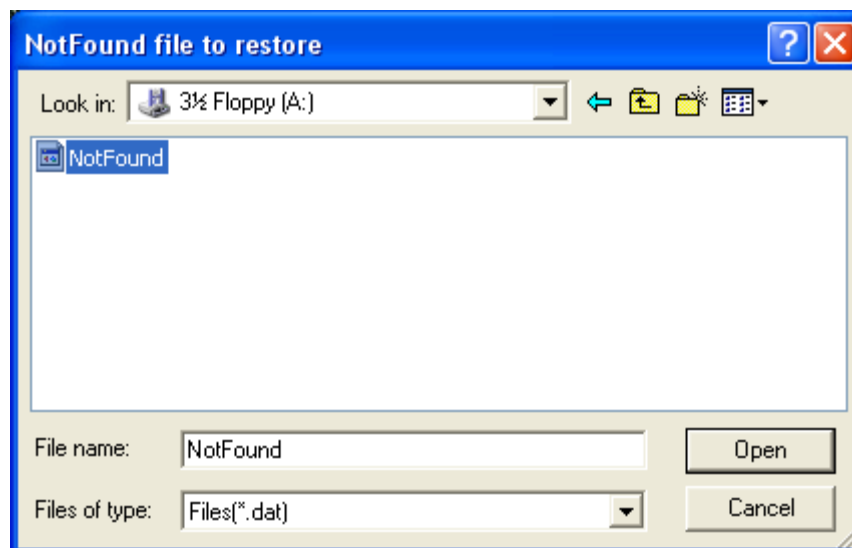 NotFound file to restore
Look in: 3½ Floppy (A:)
NotFound
File name: NotFound Open
Files of type: Files(*.dat) Cancel